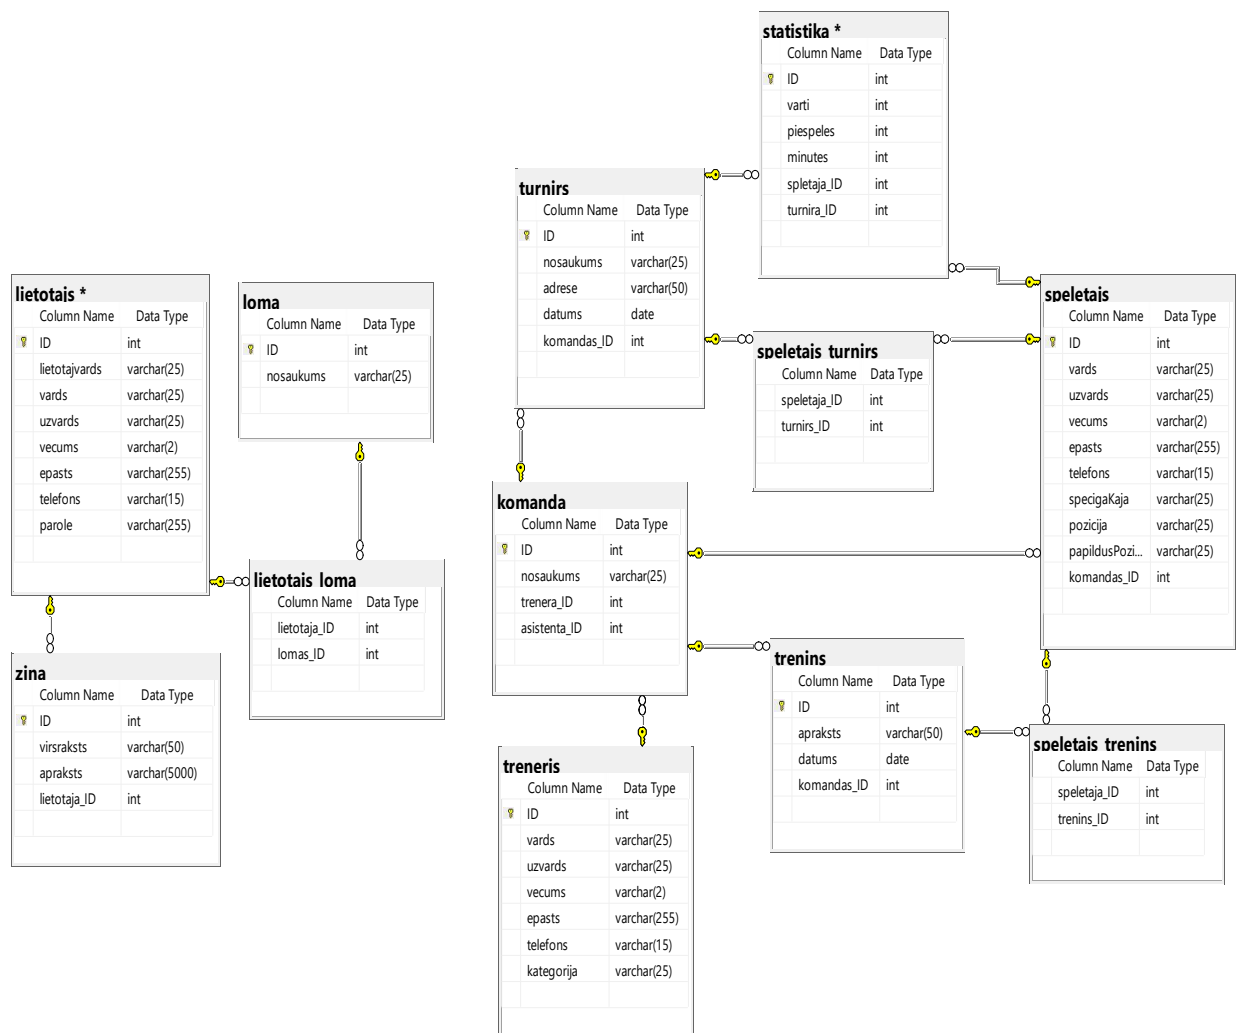 statistika *
Column Name Data Type
ID int
varti int
piespeles int
minutes int
spletaja_ID int
turnira_ID int
turnirs
Column Name Data Type
ID int
nosaukums varchar(25)
adrese varchar(50)
datums date
komandas_ID int
lietotajs *
Column Name Data Type
ID int
lietotajvards varchar(25)
vards varchar(25)
uzvards varchar(25)
vecums varchar(2)
epasts varchar(255)
telefons varchar(15)
parole varchar(255)
loma
Column Name Data Type
ID int
nosaukums varchar(25)
speletajs
Column Name Data Type
ID int
vards varchar(25)
uzvards varchar(25)
vecums varchar(2)
epasts varchar(255)
telefons varchar(15)
specigaKaja varchar(25)
pozicija varchar(25)
papildusPozi... varchar(25)
komandas_ID int
speletajs_turnirs
Column Name Data Type
speletaja_ID int
turnirs_ID int
komanda
Column Name Data Type
ID int
nosaukums varchar(25)
trenera_ID int
asistenta_ID int
lietotajs_loma
Column Name Data Type
lietotaja_ID int
lomas_ID int
zina
Column Name Data Type
ID int
virsraksts varchar(50)
apraksts varchar(5000)
lietotaja_ID int
trenins
Column Name Data Type
ID int
apraksts varchar(50)
datums date
komandas_ID int
speletajs_trenins
Column Name Data Type
speletaja_ID int
trenins_ID int
treneris
Column Name Data Type
ID int
vards varchar(25)
uzvards varchar(25)
vecums varchar(2)
epasts varchar(255)
telefons varchar(15)
kategorija varchar(25)